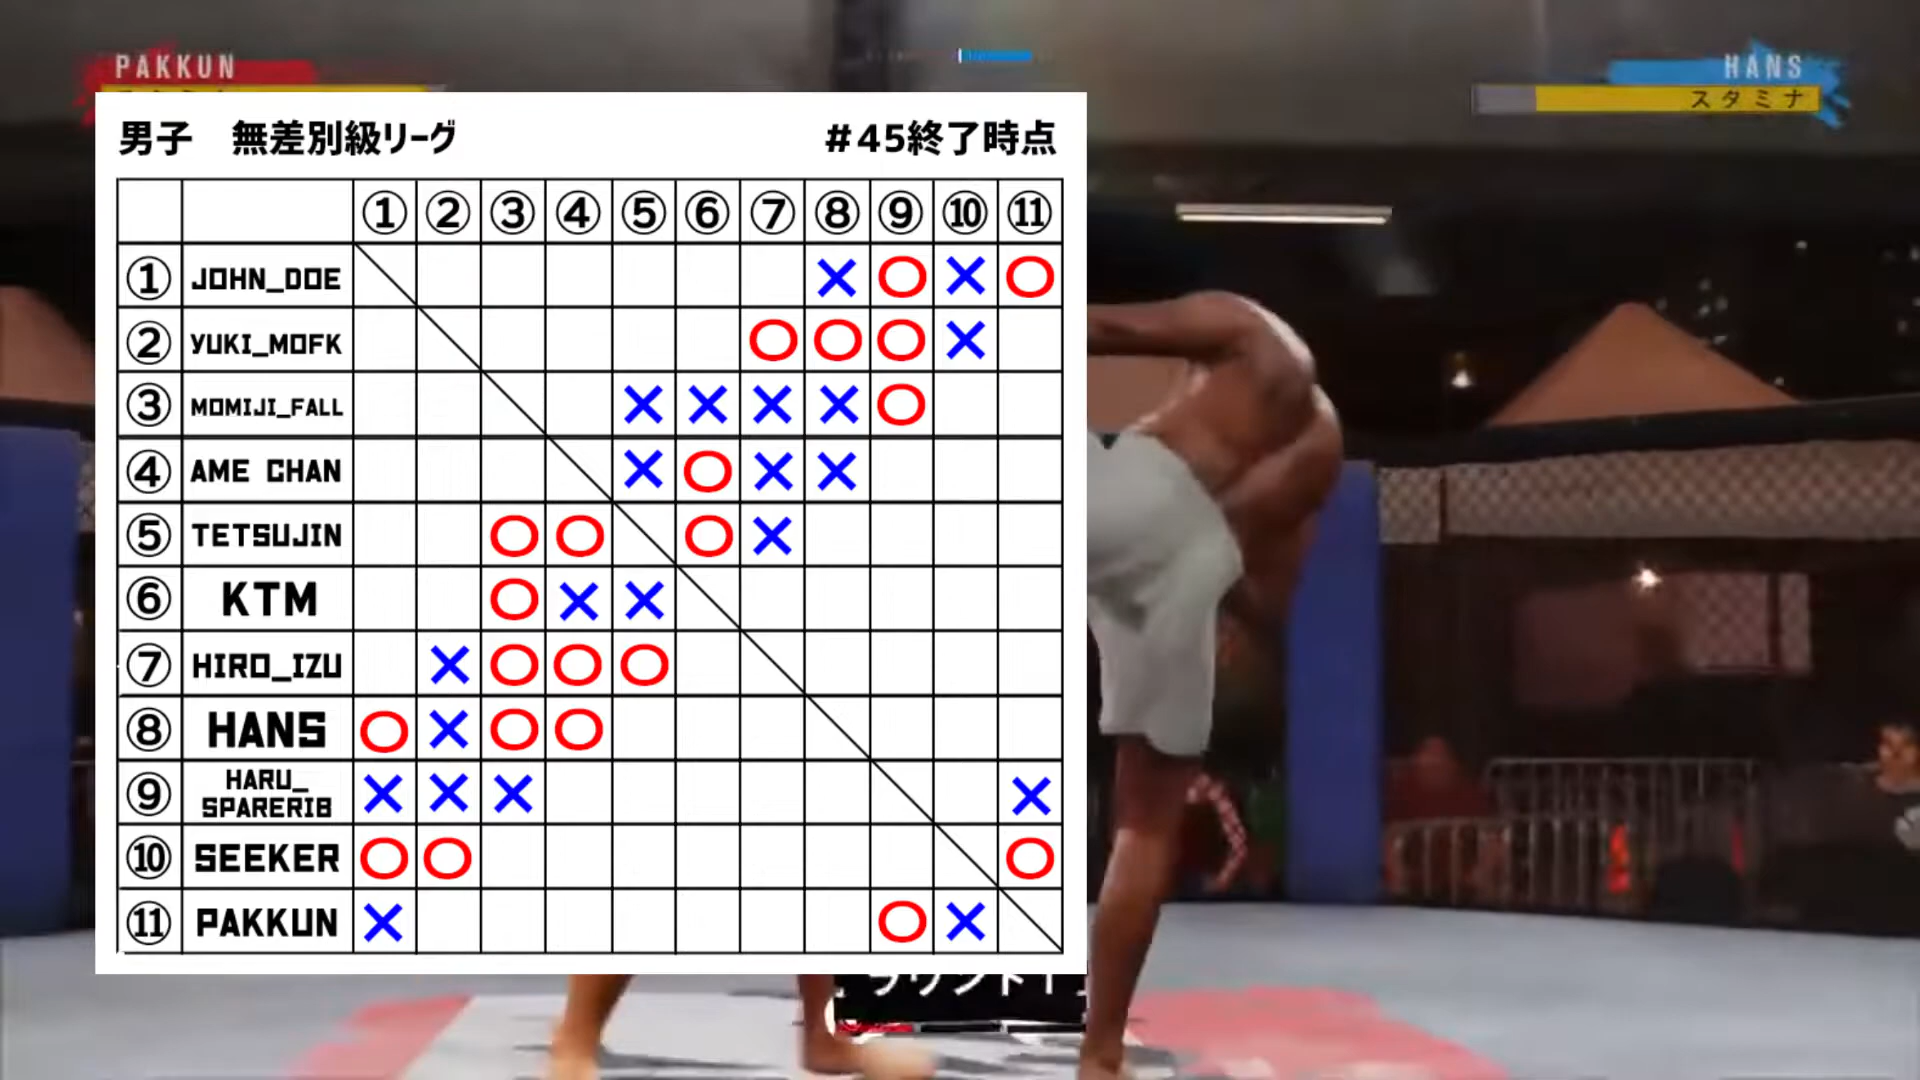 PAKKUN
HANS
スタミナ
男子　無差別級リーグ
#45終了時点
① ② ③ ④ ⑤ ⑥ ⑦ ⑧ ⑨ ⑩ ⑪
① JOHN_DOE × ○ × ○
② YUKI_MOFK ○ ○ ○ ×
③ MOMIJI_FALL × × × × ○
④ AME CHAN × ○ × ×
⑤ TETSUJIN ○ ○ ○ ×
⑥ KTM ○ × ×
⑦ HIRO_IZU × ○ ○ ○
⑧ HANS ○ × ○ ○
⑨ HARU_
SPARERIB × × × ×
⑩ SEEKER ○ ○ ○
⑪ PAKKUN × ○ ×